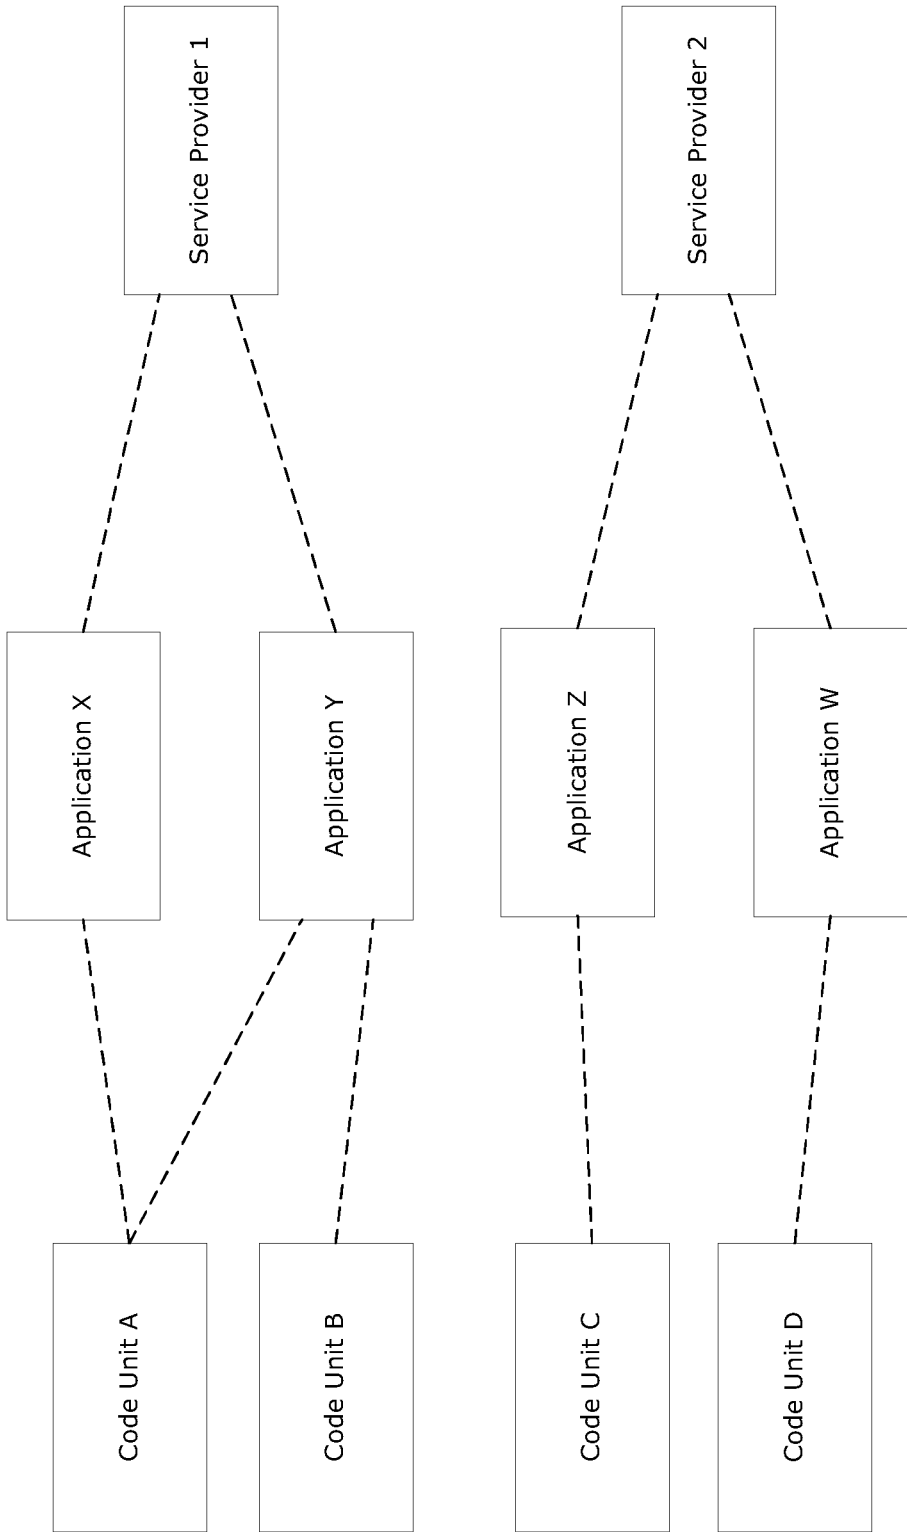 Service Provider 1
Service Provider 2
Application X
Application Y
Application Z
Application W
Code Unit A
Code Unit B
Code Unit C
Code Unit D